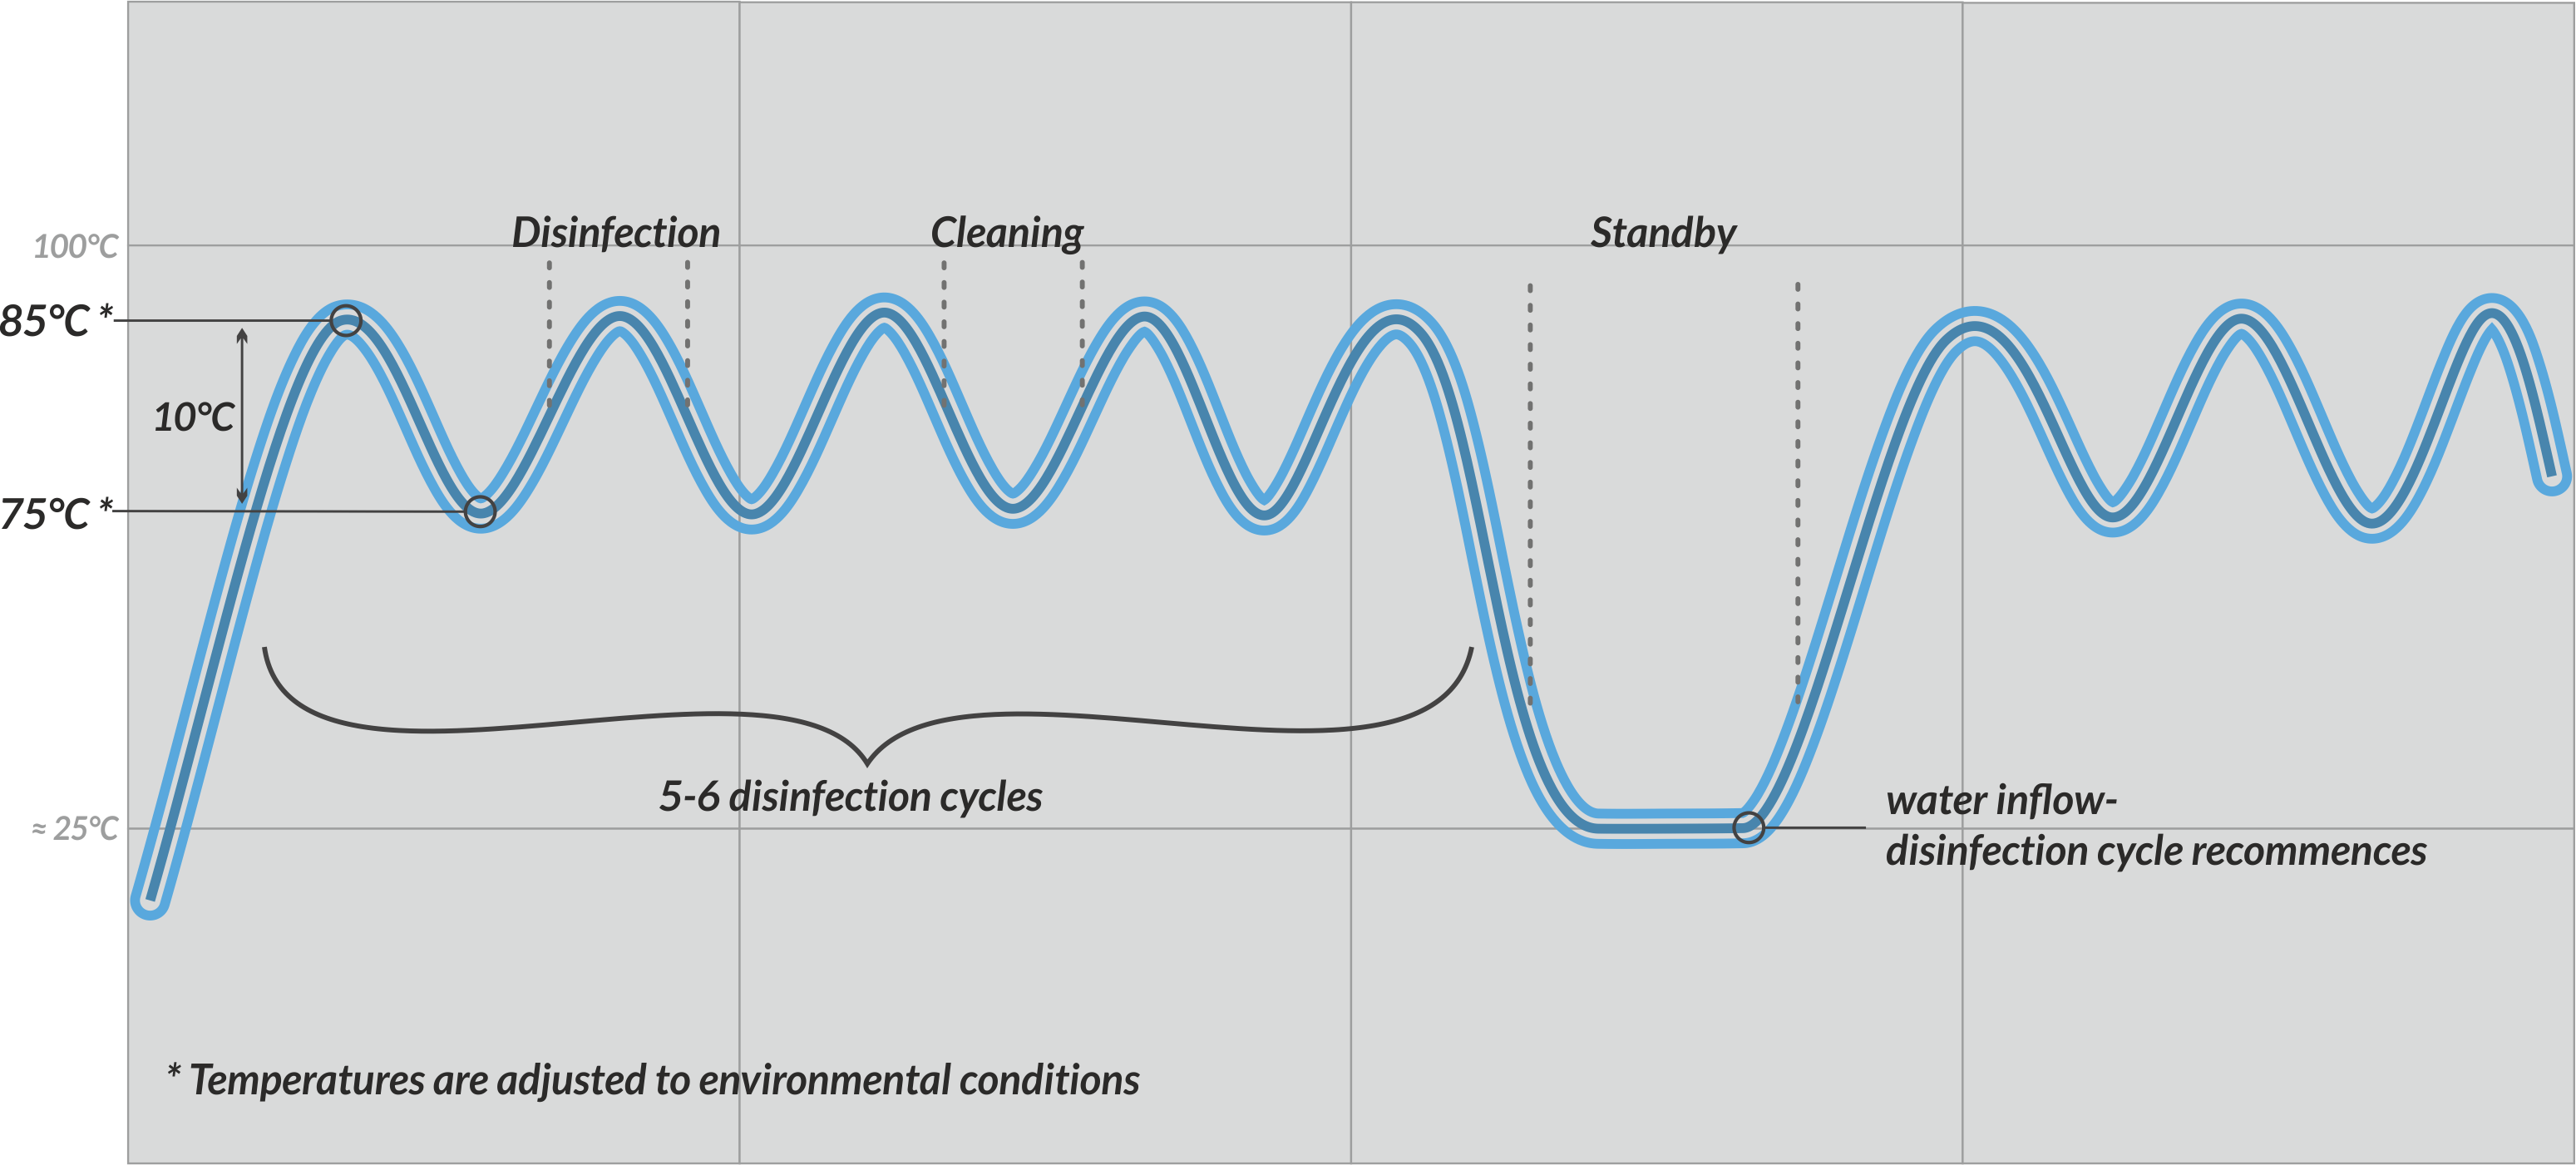 Disinfection
Cleaning
Standby
100°C
85°C *
10°C
75°C *
5-6 disinfection cycles
≈ 25°C
water inflow-
disinfection cycle recommences
* Temperatures are adjusted to environmental conditions